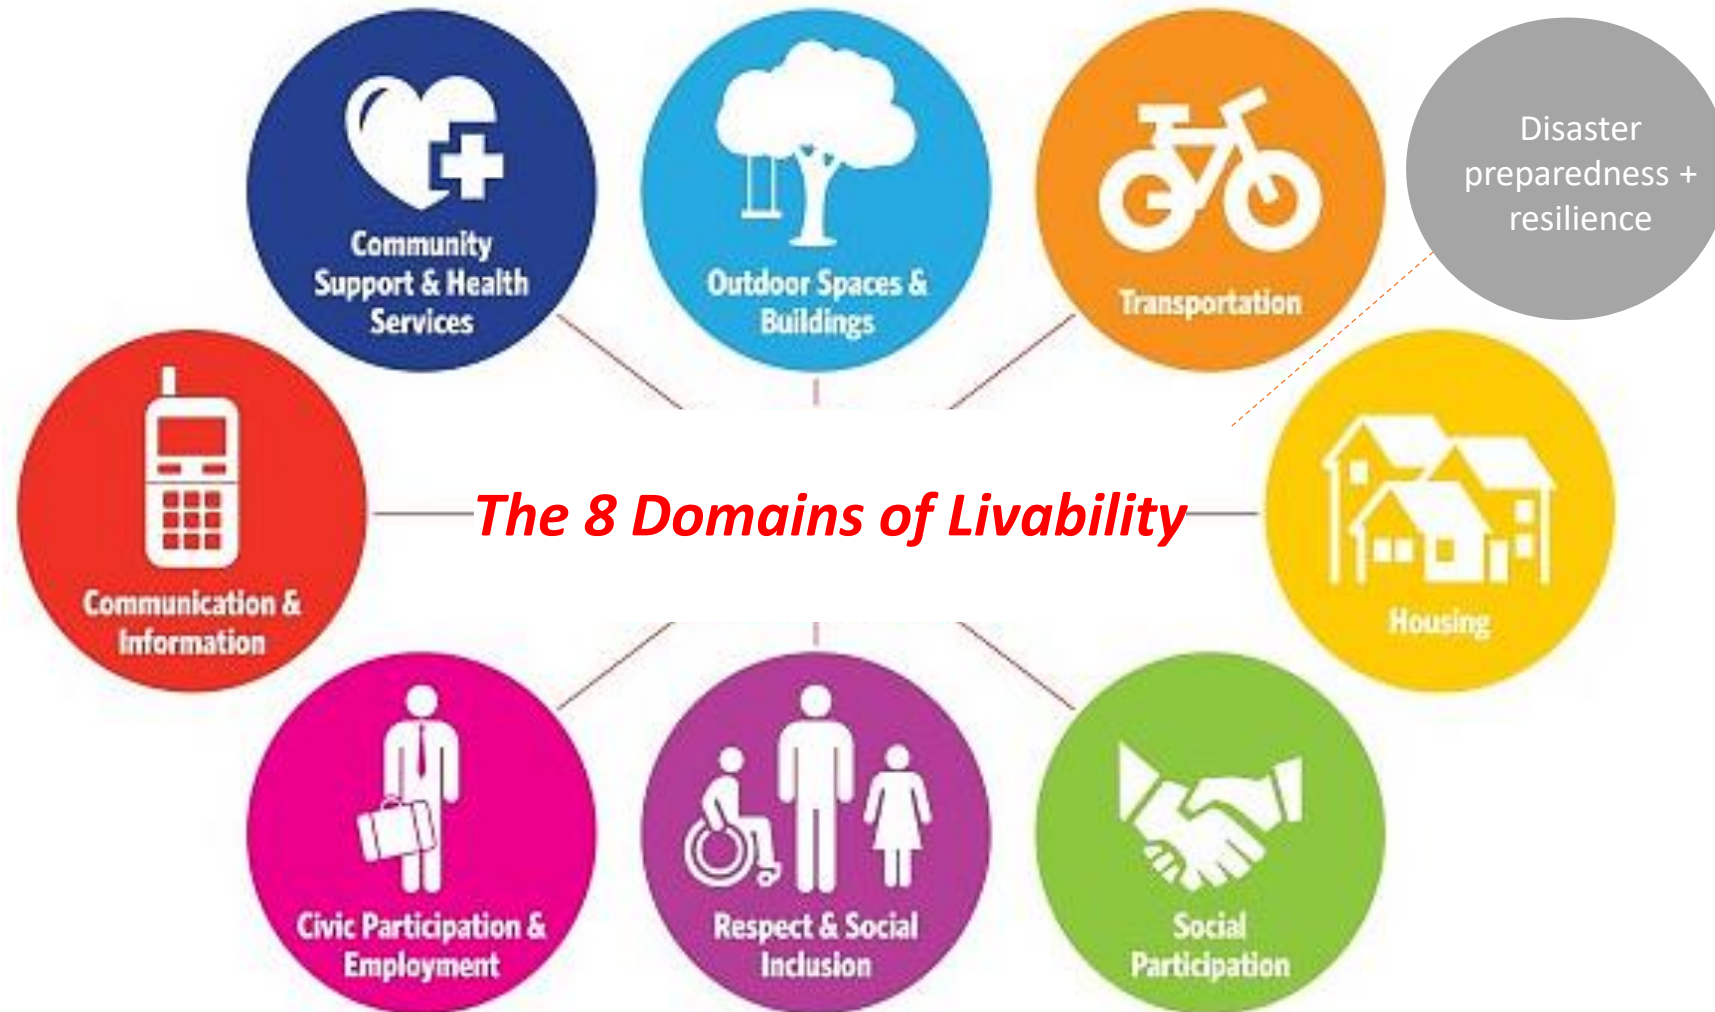 Community
Support & Health
Services
Outdoor Spaces &
Buildings
Transportation
Disaster
preparedness +
resilience
Communication &
Information
The 8 Domains of Livability
Housing
Civic Participation &
Employment
Respect & Social
Inclusion
Social
Participation